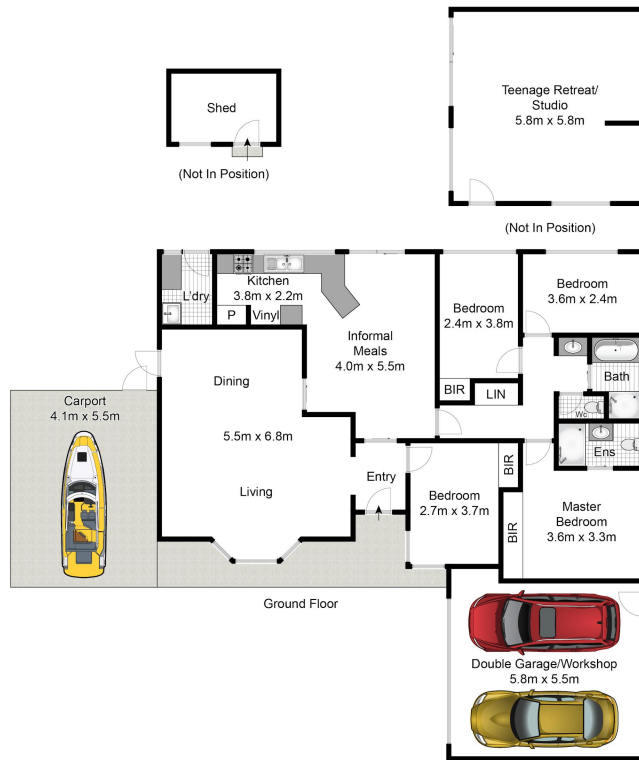 Shed
(Not In Position)
Teenage Retreat/
Studio
5.8m x 5.8m
(Not In Position)
L'dry
Kitchen
3.8m x 2.2m
P
Vinyl
Informal
Meals
4.0m x 5.5m
Bedroom
2.4m x 3.8m
BIR
LIN
Bedroom
3.6m x 2.4m
Bath
Wc
Ens
Carport
4.1m x 5.5m
Dining
5.5m x 6.8m
Living
Entry
Bedroom
2.7m x 3.7m
BIR
BIR
Master
Bedroom
3.6m x 3.3m
Ground Floor
Double Garage/Workshop
5.8m x 5.5m